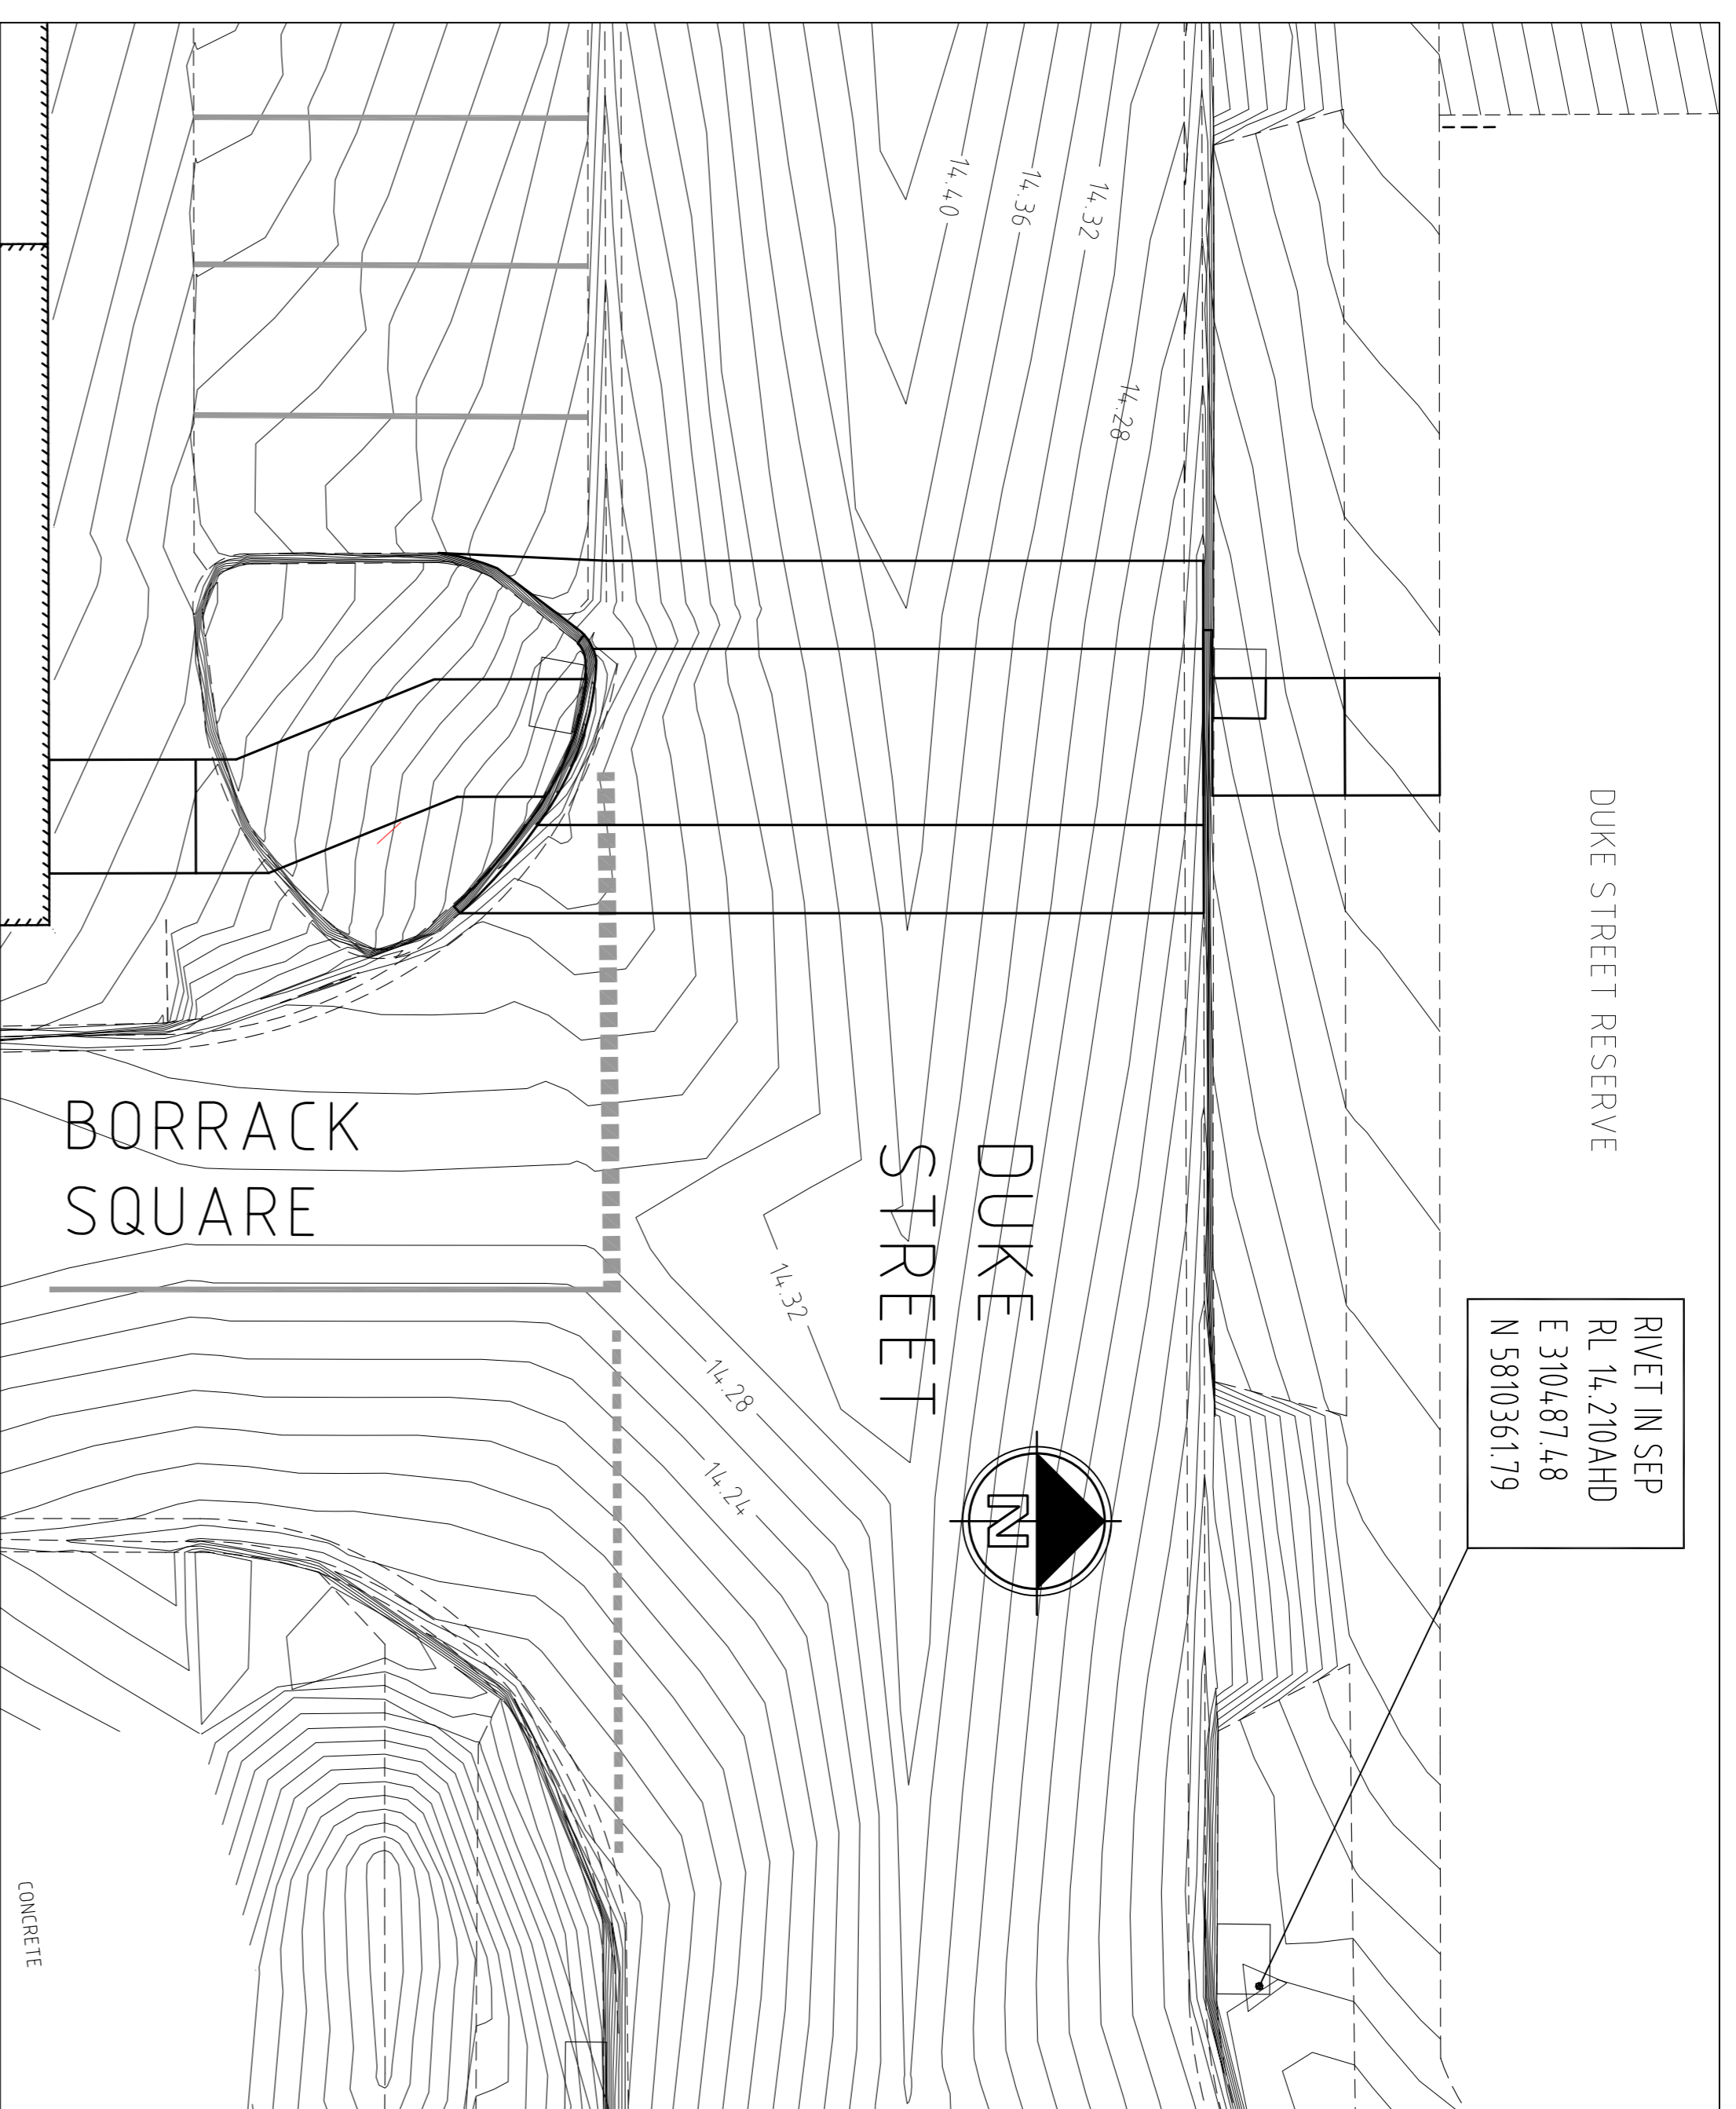 14.40
14.36
14.32
14.28
DUKE STREET RESERVE
BORRACK
SQUARE
DUKE
STREET
14.32
14.28
14.24
RIVET IN SEP
RL 14.210AHD
E 310487.48
N 5810361.79
N
CONCRETE